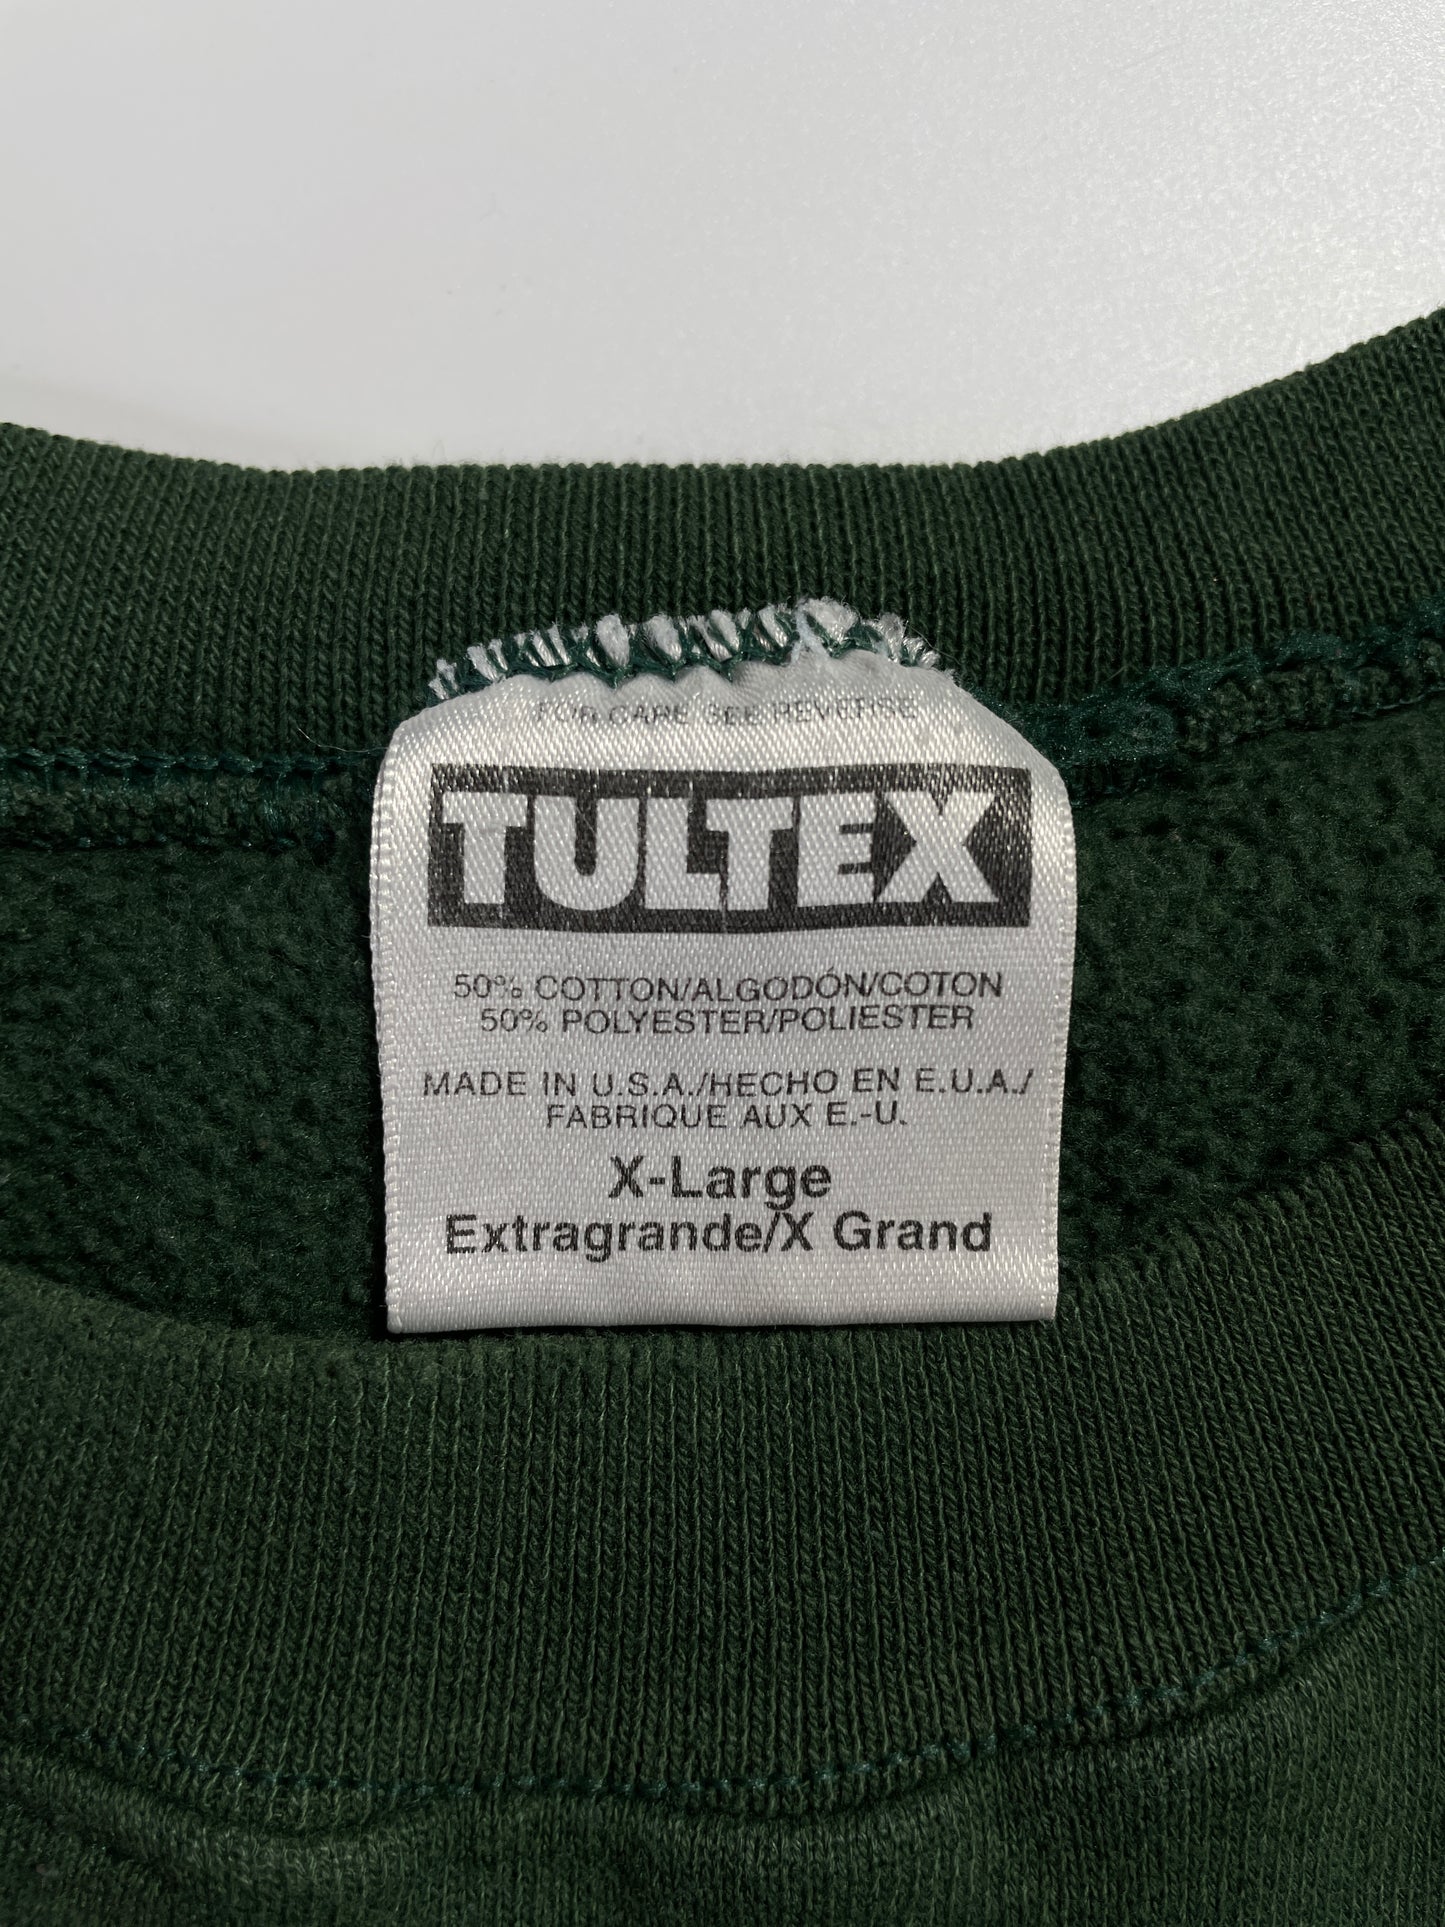 FOR CARE SEE REVERSE
TULTEX
50% COTTON/ALGODÓN/COTON
50% POLYESTER/POLIESTER
MADE IN U.S.A./HECHO EN E.U.A./
FABRIQUE AUX E.-U.
X-Large
Extragrande/X Grand